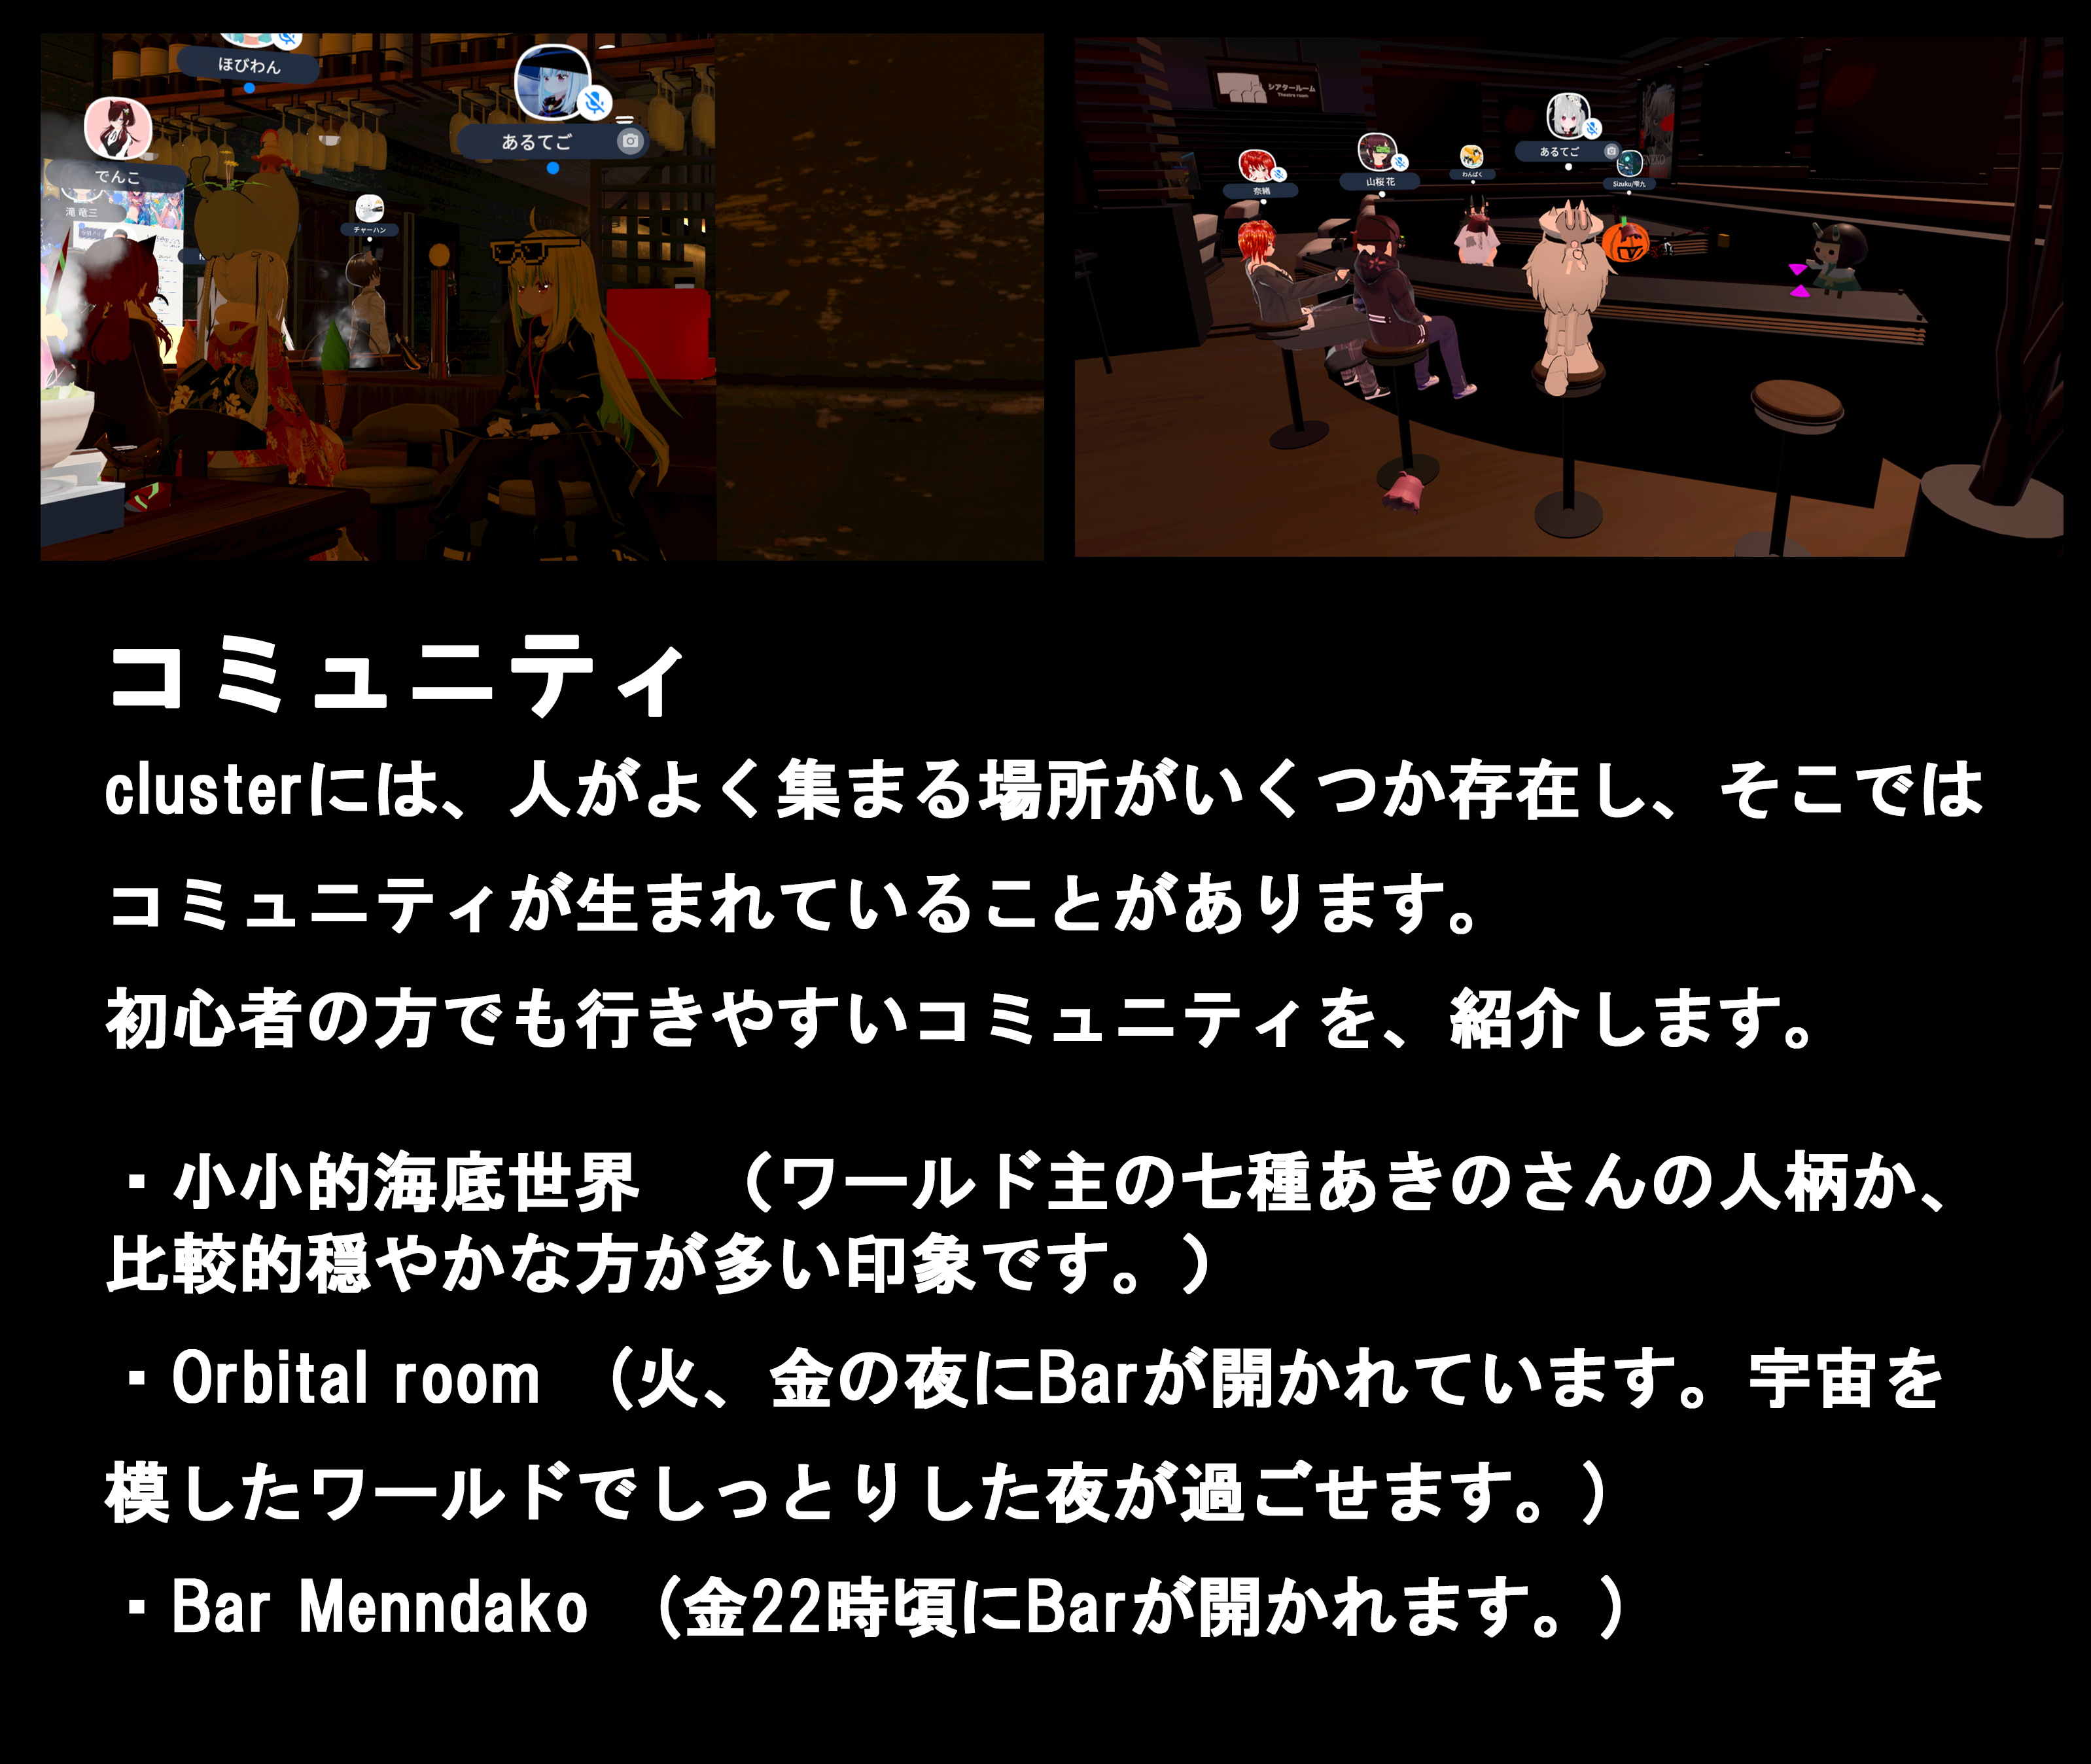 ほびわん
あるてご
でんこ
滝 竜三
チャーハン
シアタールーム
Theatre room
あるてご
山桜 花
わんぱく
奈緒
Sizuku/雫九
コミュニティ
clusterには、人がよく集まる場所がいくつか存在し、そこでは
コミュニティが生まれていることがあります。
初心者の方でも行きやすいコミュニティを、紹介します。
・小小的海底世界　（ワールド主の七種あきのさんの人柄か、
比較的穏やかな方が多い印象です。）
・Orbital room　（火、金の夜にBarが開かれています。宇宙を
模したワールドでしっとりした夜が過ごせます。）
・Bar Menndako　（金22時頃にBarが開かれます。）